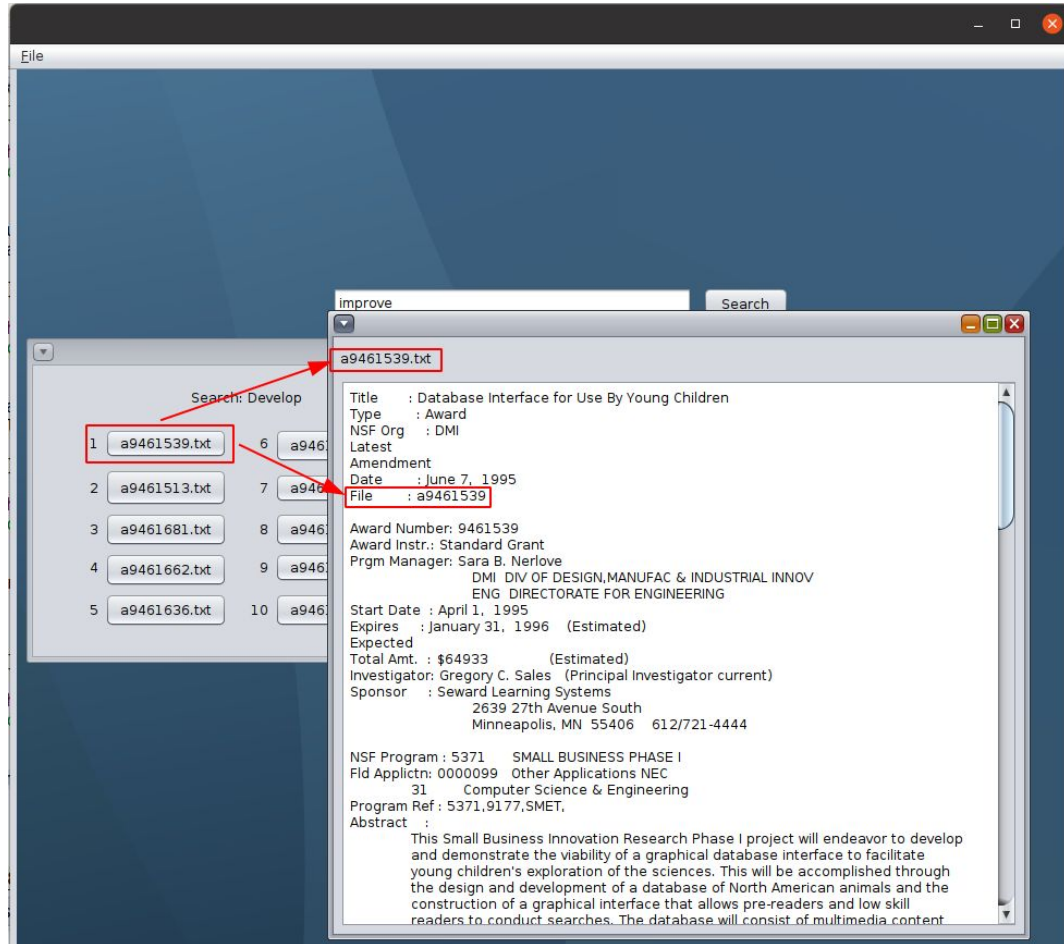 File
improve
Search
Search: Develop
1 a9461539.txt 6
2 a9461513.txt 7
3 a9461681.txt 8
4 a9461662.txt 9
5 a9461636.txt 10
a9461539.txt
Title : Database Interface for Use By Young Children
Type : Award
NSF Org : DMI
Latest
Amendment
Date : June 7, 1995
File : a9461539
Award Number: 9461539
Award Instr.: Standard Grant
Prgm Manager: Sara B. Nerlove
DMI DIV OF DESIGN,MANUFAC & INDUSTRIAL INNOV
ENG DIRECTORATE FOR ENGINEERING
Start Date : April 1, 1995
Expires : January 31, 1996 (Estimated)
Expected
Total Amt. : $64933 (Estimated)
Investigator: Gregory C. Sales (Principal Investigator current)
Sponsor : Seward Learning Systems
2639 27th Avenue South
Minneapolis, MN 55406 612/721-4444
NSF Program : 5371 SMALL BUSINESS PHASE I
Fld Applictn: 0000099 Other Applications NEC
31 Computer Science & Engineering
Program Ref : 5371,9177,SMET,
Abstract :
This Small Business Innovation Research Phase I project will endeavor to develop
and demonstrate the viability of a graphical database interface to facilitate
young children's exploration of the sciences. This will be accomplished through
the design and development of a database of North American animals and the
construction of a graphical interface that allows pre-readers and low skill
readers to conduct searches. The database will consist of multimedia content